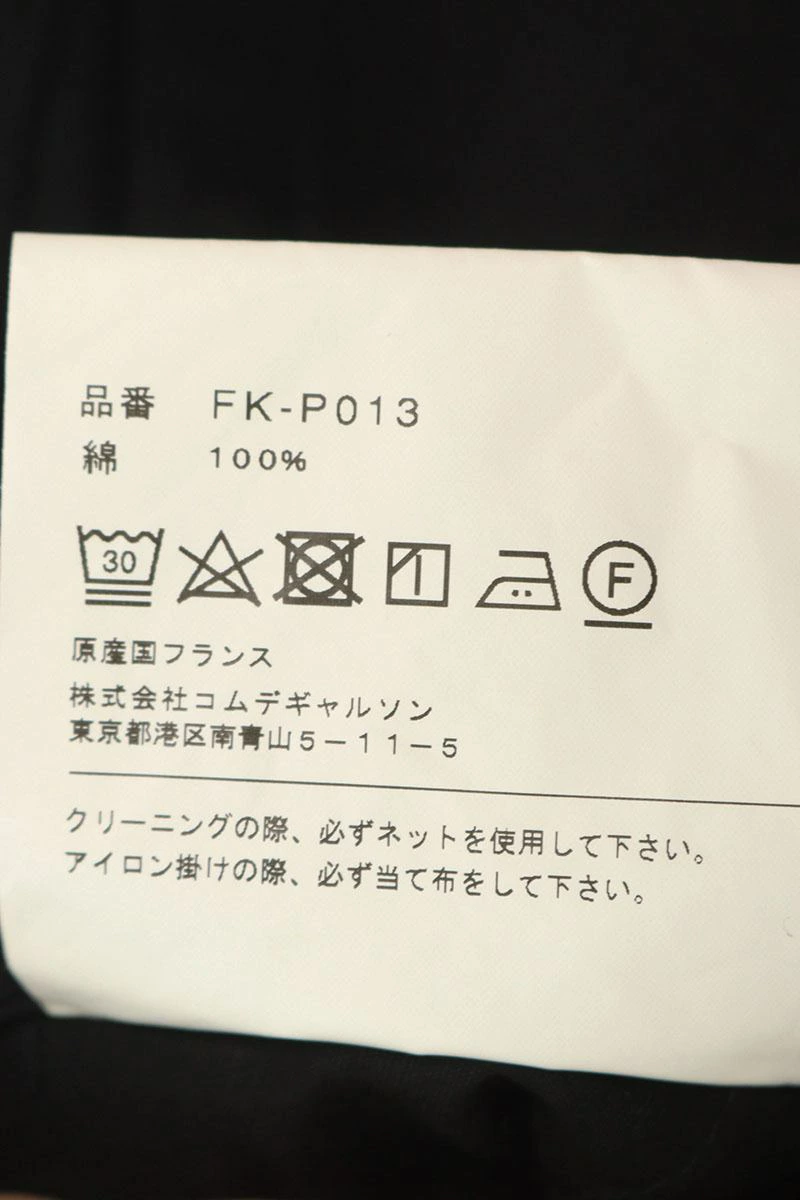 品番 FK-P013
綿 100%
30 F
原産国フランス
株式会社コムデギャルソン
東京都港区南青山5-11-5
クリーニングの際、必ずネットを使用して下さい。
アイロン掛けの際、必ず当て布をして下さい。